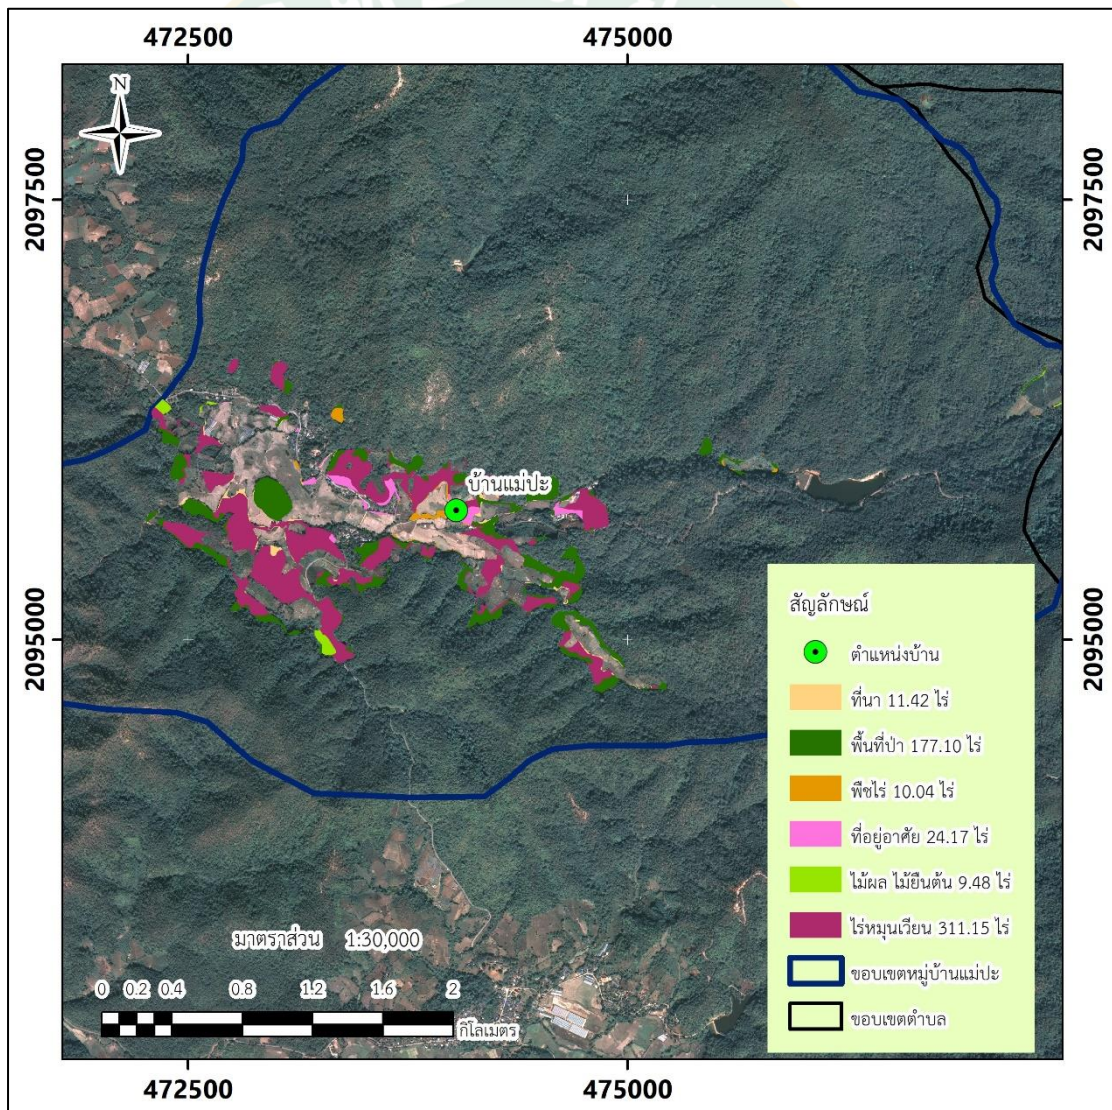 472500 475000
N
2097500 2097500
บ้านแม่ปะ
2095000 2095000
สัญลักษณ์
ตำแหน่งบ้าน
ที่นา 11.42 ไร่
พื้นที่ป่า 177.10 ไร่
พืชไร่ 10.04 ไร่
ที่อยู่อาศัย 24.17 ไร่
ไม้ผล ไม้ยืนต้น 9.48 ไร่
ไร่หมุนเวียน 311.15 ไร่
ขอบเขตหมู่บ้านแม่ปะ
ขอบเขตตำบล
มาตราส่วน 1:30,000
0 0.2 0.4 0.8 1.2 1.6 2
กิโลเมตร
472500 475000